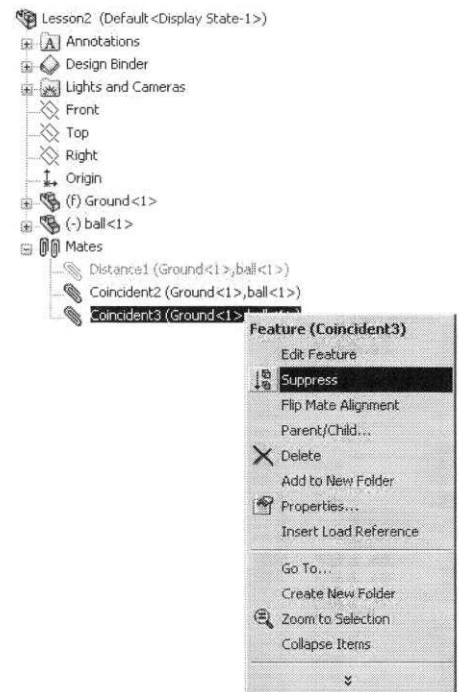 Lesson2 (Default<Display State-1>)
Annotations
Design Binder
Lights and Cameras
Front
Top
Right
Origin
(f) Ground<1>
(-) ball<1>
Mates
Distance1 (Ground<1>,ball<1>)
Coincident2 (Ground<1>,ball<1>)
Coincident3 (Ground<1>
Feature (Coincident3)
Edit Feature
Suppress
Flip Mate Alignment
Parent/Child...
Delete
Add to New Folder
Properties...
Insert Load Reference
Go To...
Create New Folder
Zoom to Selection
Collapse Items